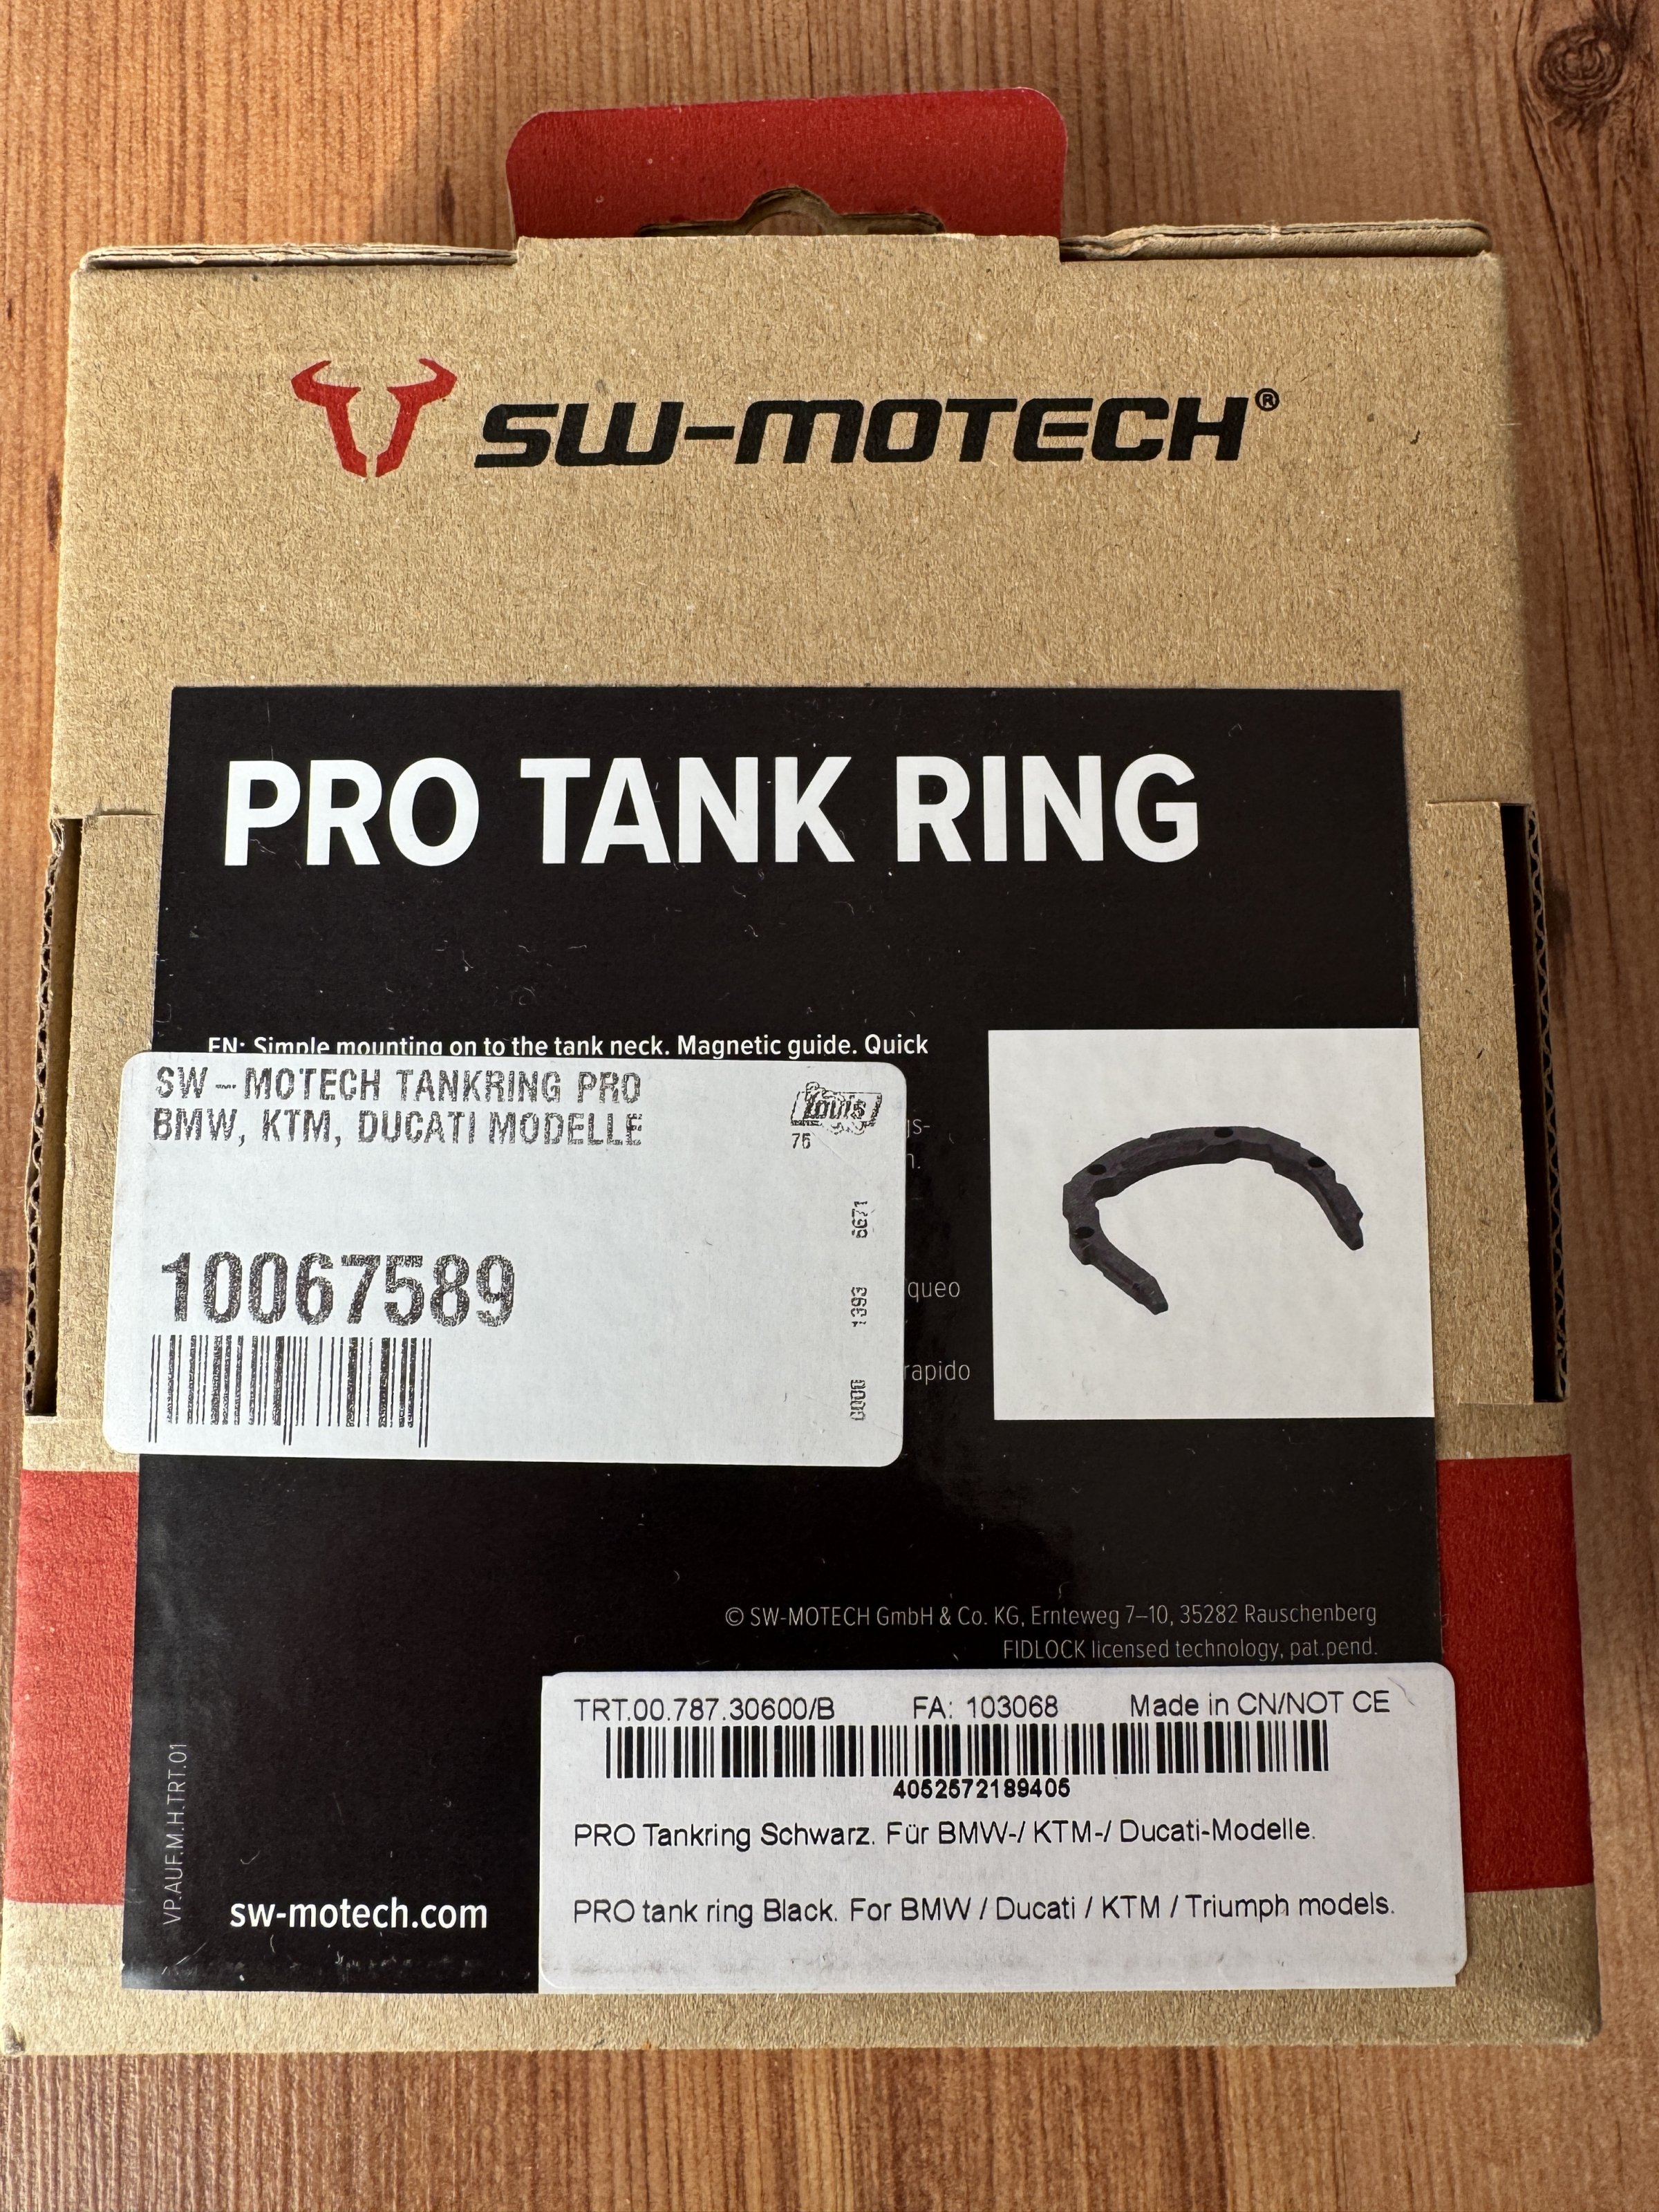 SW-MOTECH®
PRO TANK RING
EN: Simple mounting on to the tank neck. Magnetic guide. Quick
SW-MOTECH TANKRING PRO
BMW, KTM, DUCATI MODELLE
Louis
76
gs-
n.
6671
10067589
queo
1393
rapido
0000
© SW-MOTECH GmbH & Co. KG, Ernteweg 7–10, 35282 Rauschenberg
FIDLOCK licensed technology, pat.pend.
TRT.00.787.30600/B FA: 103068 Made in CN/NOT CE
4052572189405
PRO Tankring Schwarz. Für BMW-/ KTM-/ Ducati-Modelle.
PRO tank ring Black. For BMW / Ducati / KTM / Triumph models.
VP.AUF.M.H.TRT.01
sw-motech.com